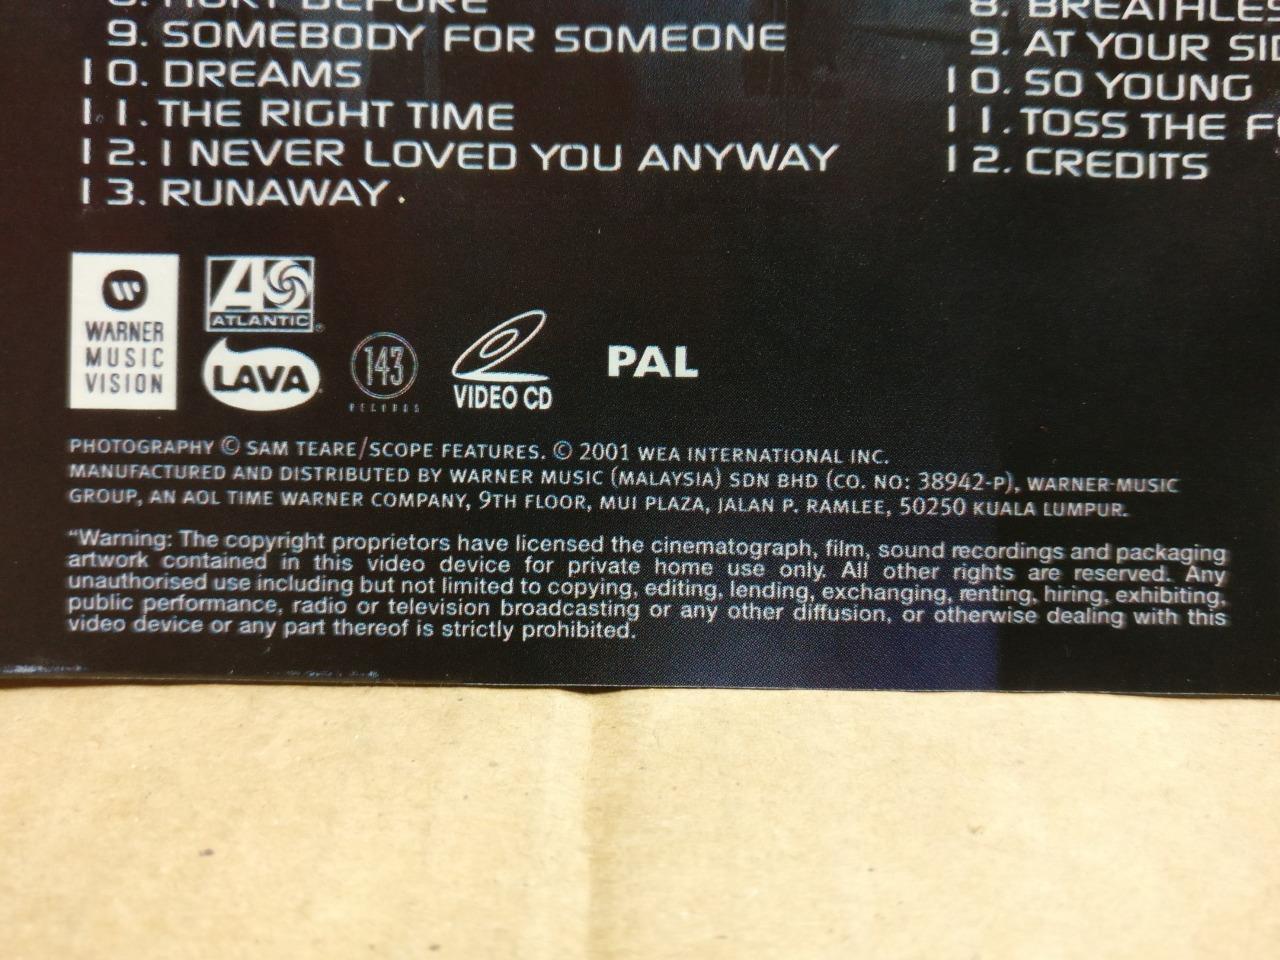 8. HURT BEFORE
9. SOMEBODY FOR SOMEONE
10. DREAMS
11. THE RIGHT TIME
12. I NEVER LOVED YOU ANYWAY
13. RUNAWAY
8. BREATHLES
9. AT YOUR SID
10. SO YOUNG
11. TOSS THE F
12. CREDITS
WARNER
MUSIC
VISION
ATLANTIC
LAVA
143
RECORDS
VIDEO CD
PAL
PHOTOGRAPHY © SAM TEARE/SCOPE FEATURES. © 2001 WEA INTERNATIONAL INC.
MANUFACTURED AND DISTRIBUTED BY WARNER MUSIC (MALAYSIA) SDN BHD (CO. NO: 38942-P), WARNER-MUSIC
GROUP, AN AOL TIME WARNER COMPANY, 9TH FLOOR, MUI PLAZA, JALAN P. RAMLEE, 50250 KUALA LUMPUR.
"Warning: The copyright proprietors have licensed the cinematograph, film, sound recordings and packaging
artwork contained in this video device for private home use only. All other rights are reserved. Any
unauthorised use including but not limited to copying, editing, lending, exchanging, renting, hiring, exhibiting,
public performance, radio or television broadcasting or any other diffusion, or otherwise dealing with this
video device or any part thereof is strictly prohibited.